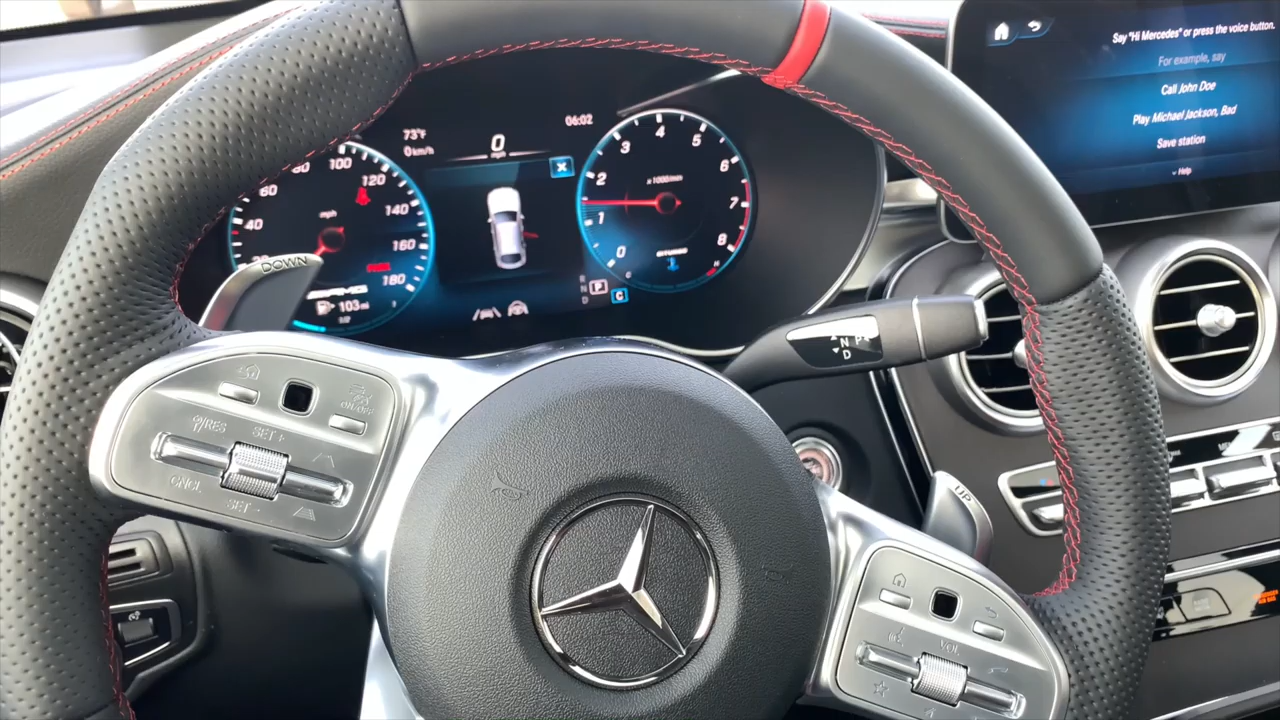 Say "Hi Mercedes" or press the voice button.
For example, say
Call John Doe
Play Michael Jackson, Bad
Save station
Help
73°F
0 km/h
0
mph
06:02
20
40
60
80
100
120
140
160
180
mph
103 mi
1/2
0
1
2
3
4
5
6
7
8
x 1000/min
R
N
D
P
C
DOWN
N
D
P
UP
ON/OFF
RES
SET +
CNCL
SET -
VOL